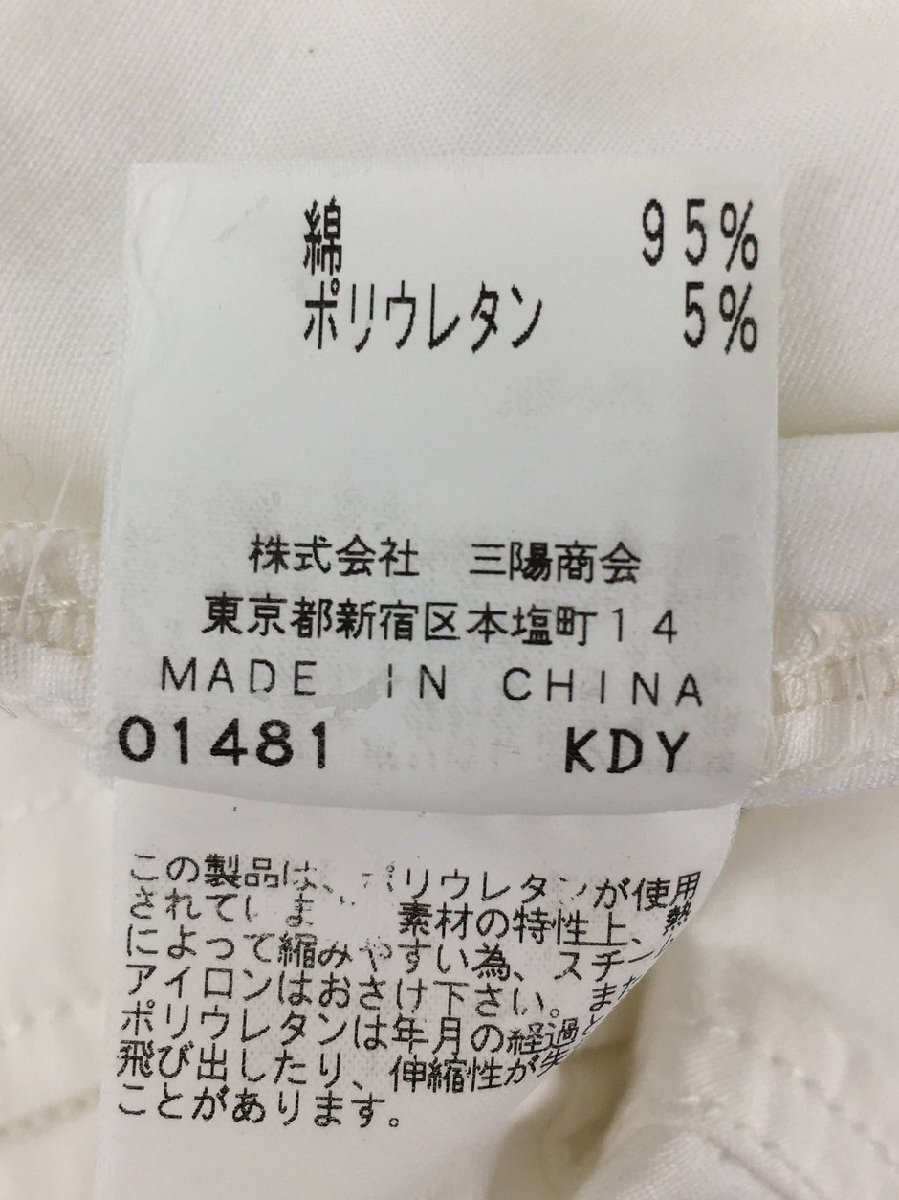 綿 95%
ポリウレタン 5%
株式会社 三陽商会
東京都新宿区本塩町14
MADE IN CHINA
01481 KDY
この製品は、ポリウレタンが使用
されていま 素材の特性上、熱
によって縮みやすい為、スチー
アイロンはおさけ下さい。また
ポリウレタンは年月の経過と
飛び出したり、伸縮性が失
ことがあります。